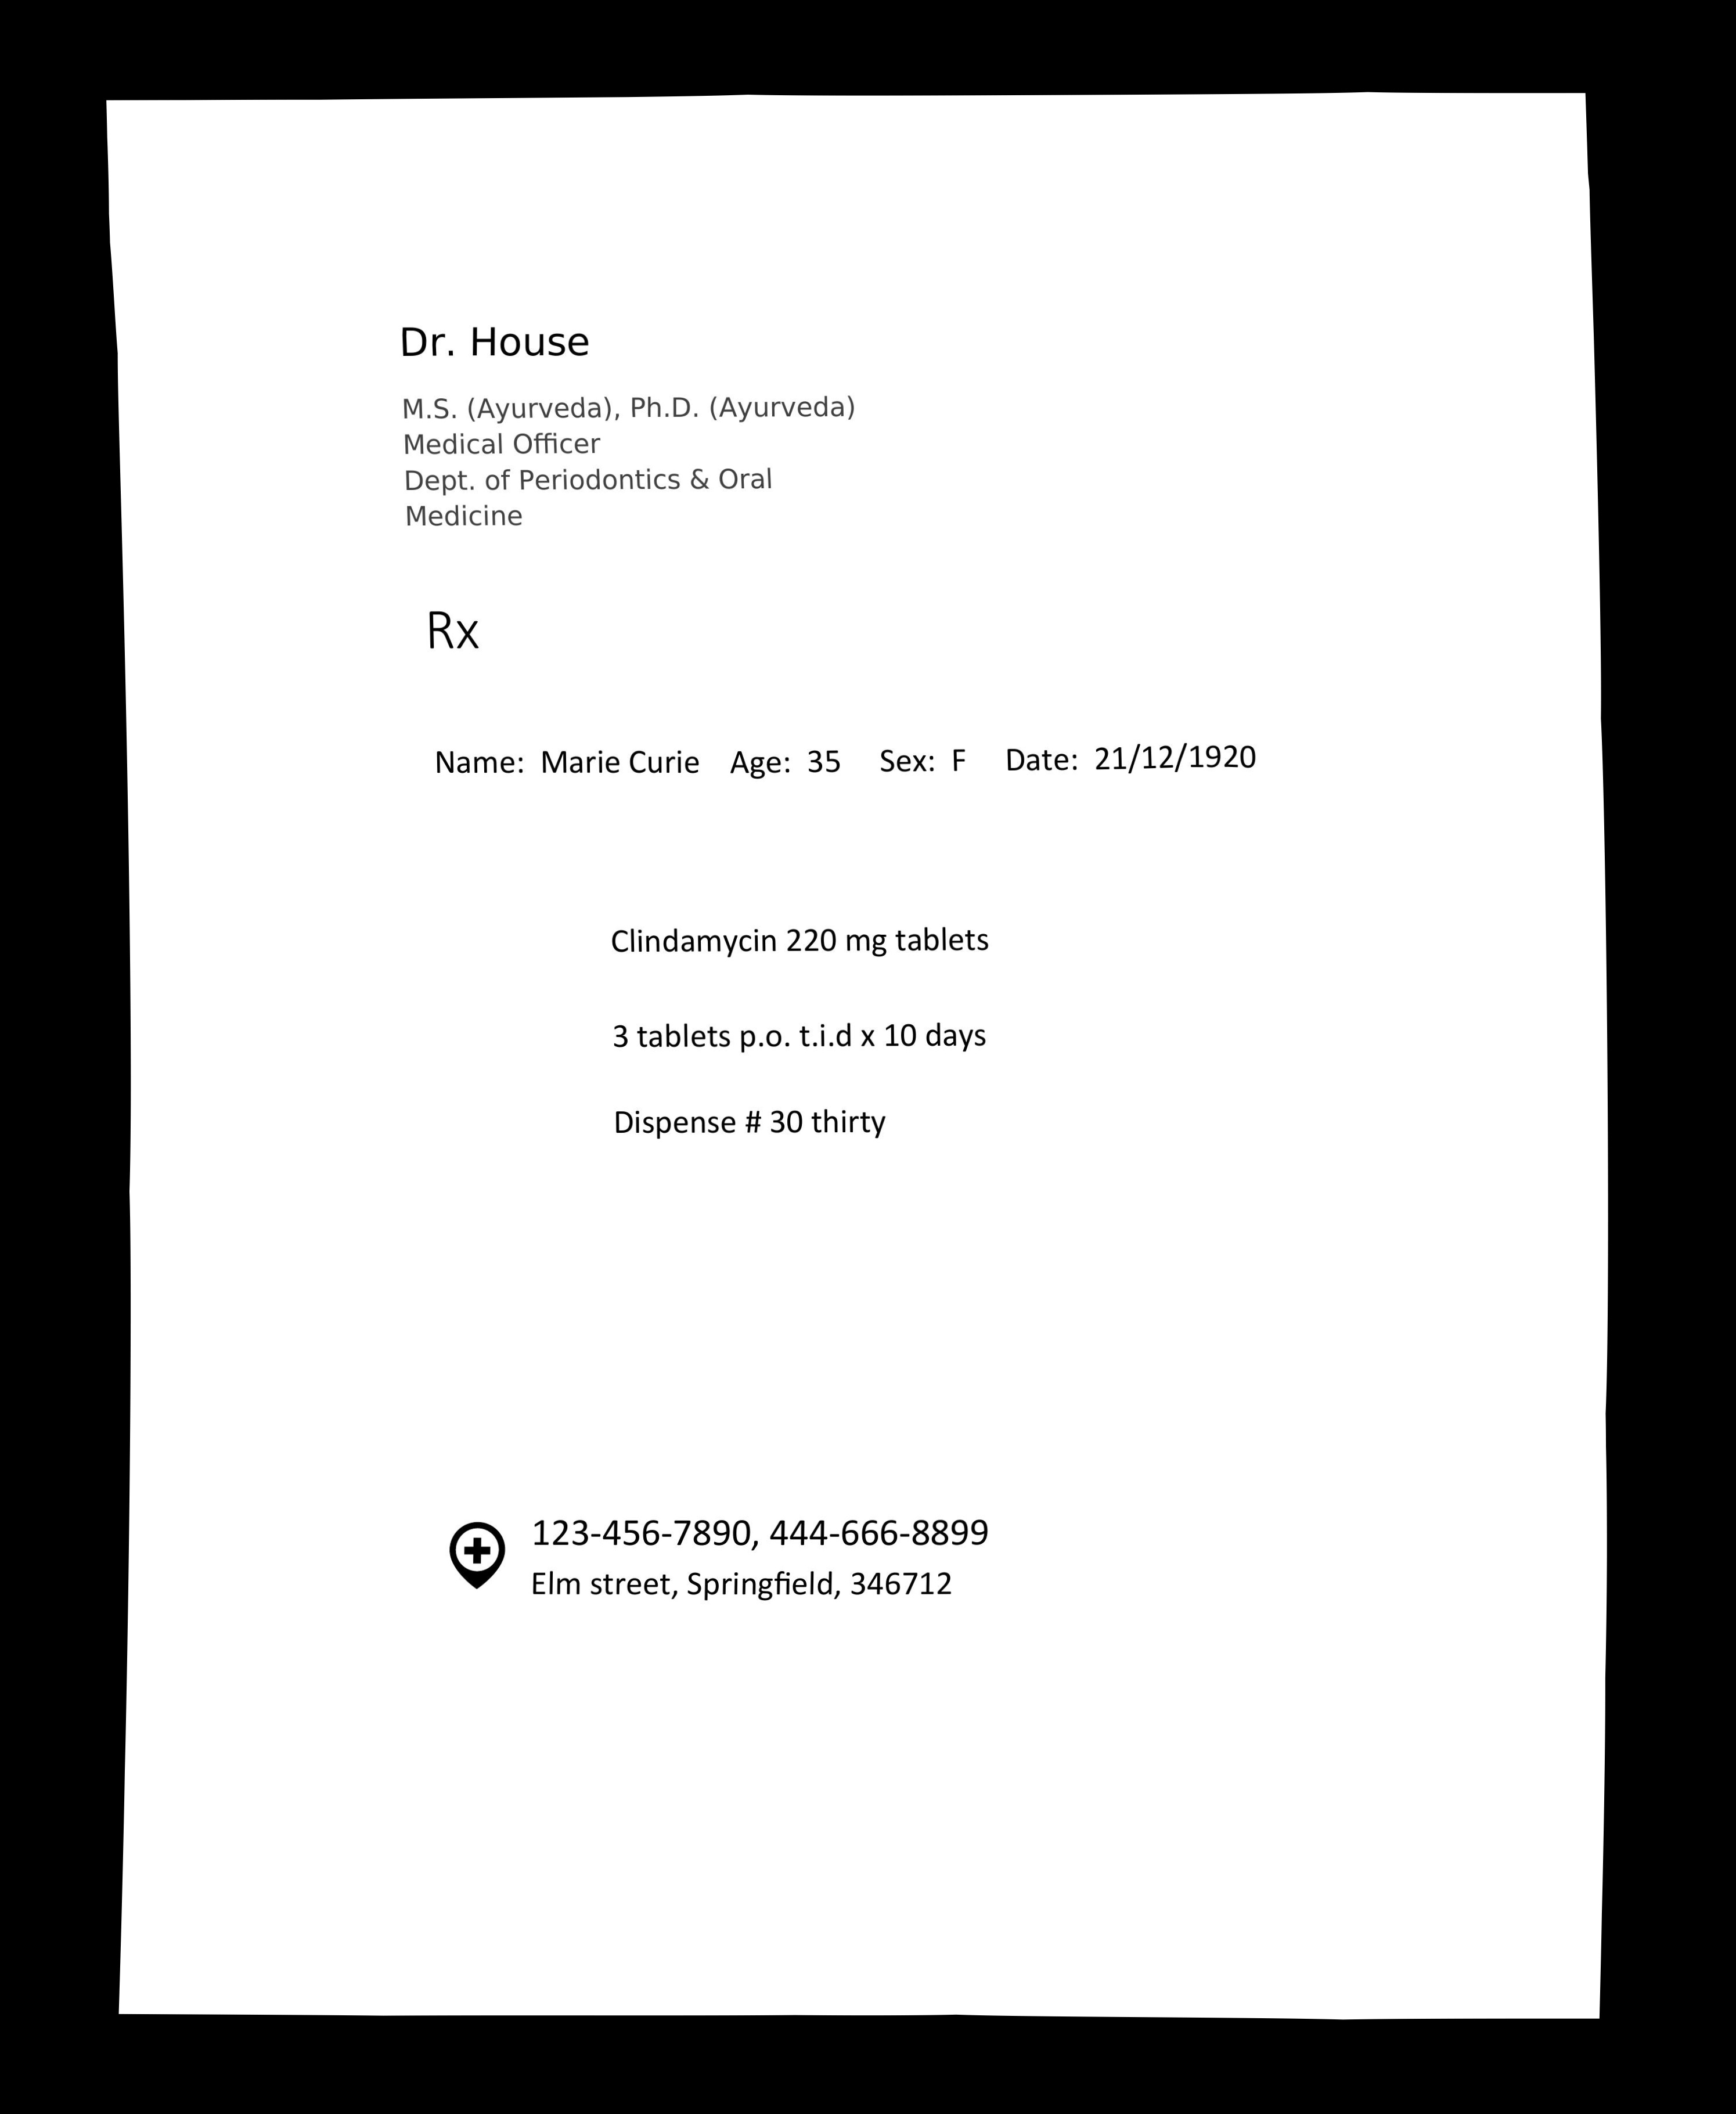 Dr. House
M.S. (Ayurveda), Ph.D. (Ayurveda)
Medical Officer
Dept. of Periodontics & Oral
Medicine
Rx
Name: Marie Curie Age: 35 Sex: F Date: 21/12/1920
Clindamycin 220 mg tablets
3 tablets p.o. t.i.d x 10 days
Dispense # 30 thirty
123-456-7890, 444-666-8899
Elm street, Springfield, 346712